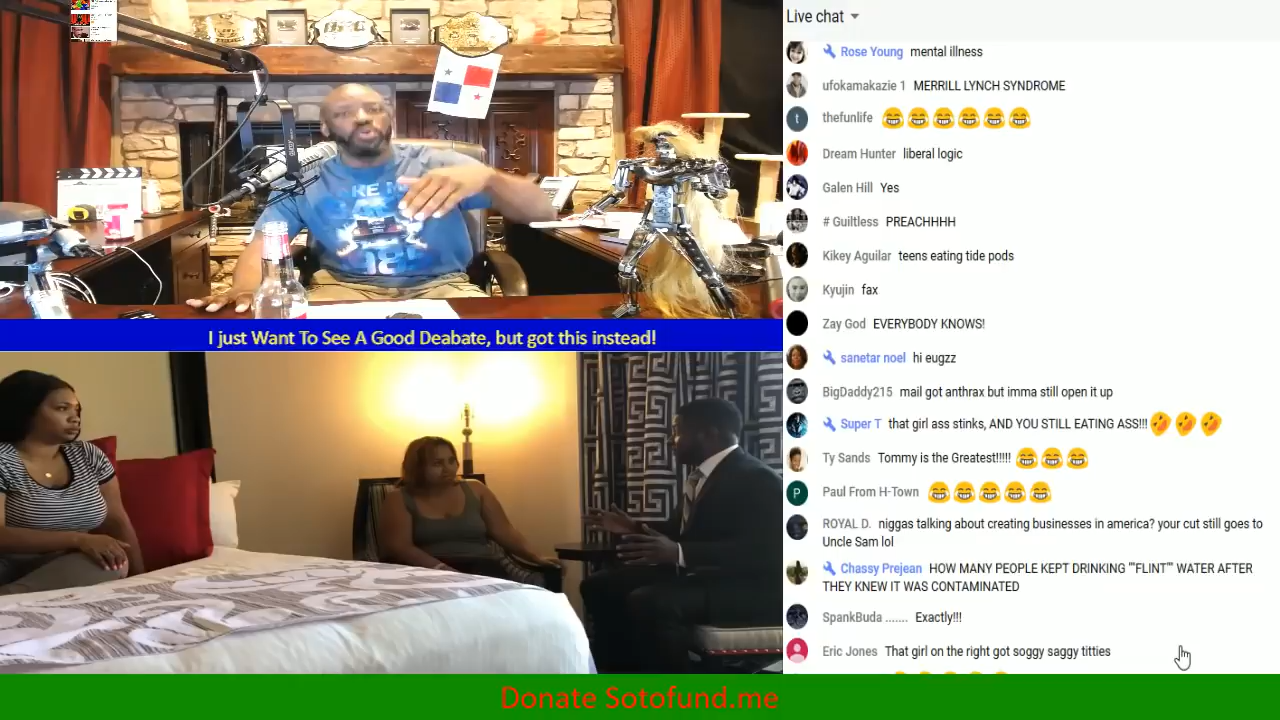 Live chat
Rose Young mental illness
ufokamakazie 1 MERRILL LYNCH SYNDROME
thefunlife 😂😂😂😂😂😂
Dream Hunter liberal logic
Galen Hill Yes
# Guiltless PREACHHHH
Kikey Aguilar teens eating tide pods
Kyujin fax
Zay God EVERYBODY KNOWS!
sanetar noel hi eugzz
BigDaddy215 mail got anthrax but imma still open it up
Super T that girl ass stinks, AND YOU STILL EATING ASS!!! 🤣🤣🤣
Ty Sands Tommy is the Greatest!!!!! 😂😂😂
P
Paul From H-Town 😂😂😂😂😂
ROYAL D. niggas talking about creating businesses in america? your cut still goes to
Uncle Sam lol
Chassy Prejean HOW MANY PEOPLE KEPT DRINKING '"FLINT'" WATER AFTER
THEY KNEW IT WAS CONTAMINATED
SpankBuda ....... Exactly!!!
Eric Jones That girl on the right got soggy saggy titties
I just Want To See A Good Deabate, but got this instead!
Donate Sotofund.me